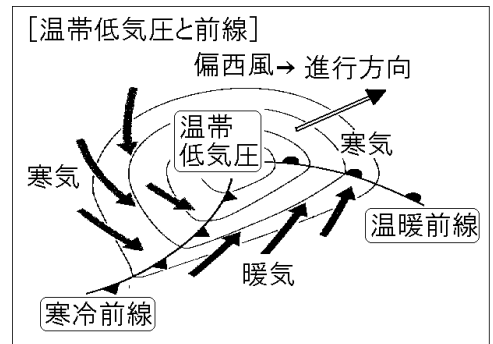 [温帯低気圧と前線]
偏西風→ 進行方向
温帯
低気圧
寒気
寒気
温暖前線
暖気
寒冷前線